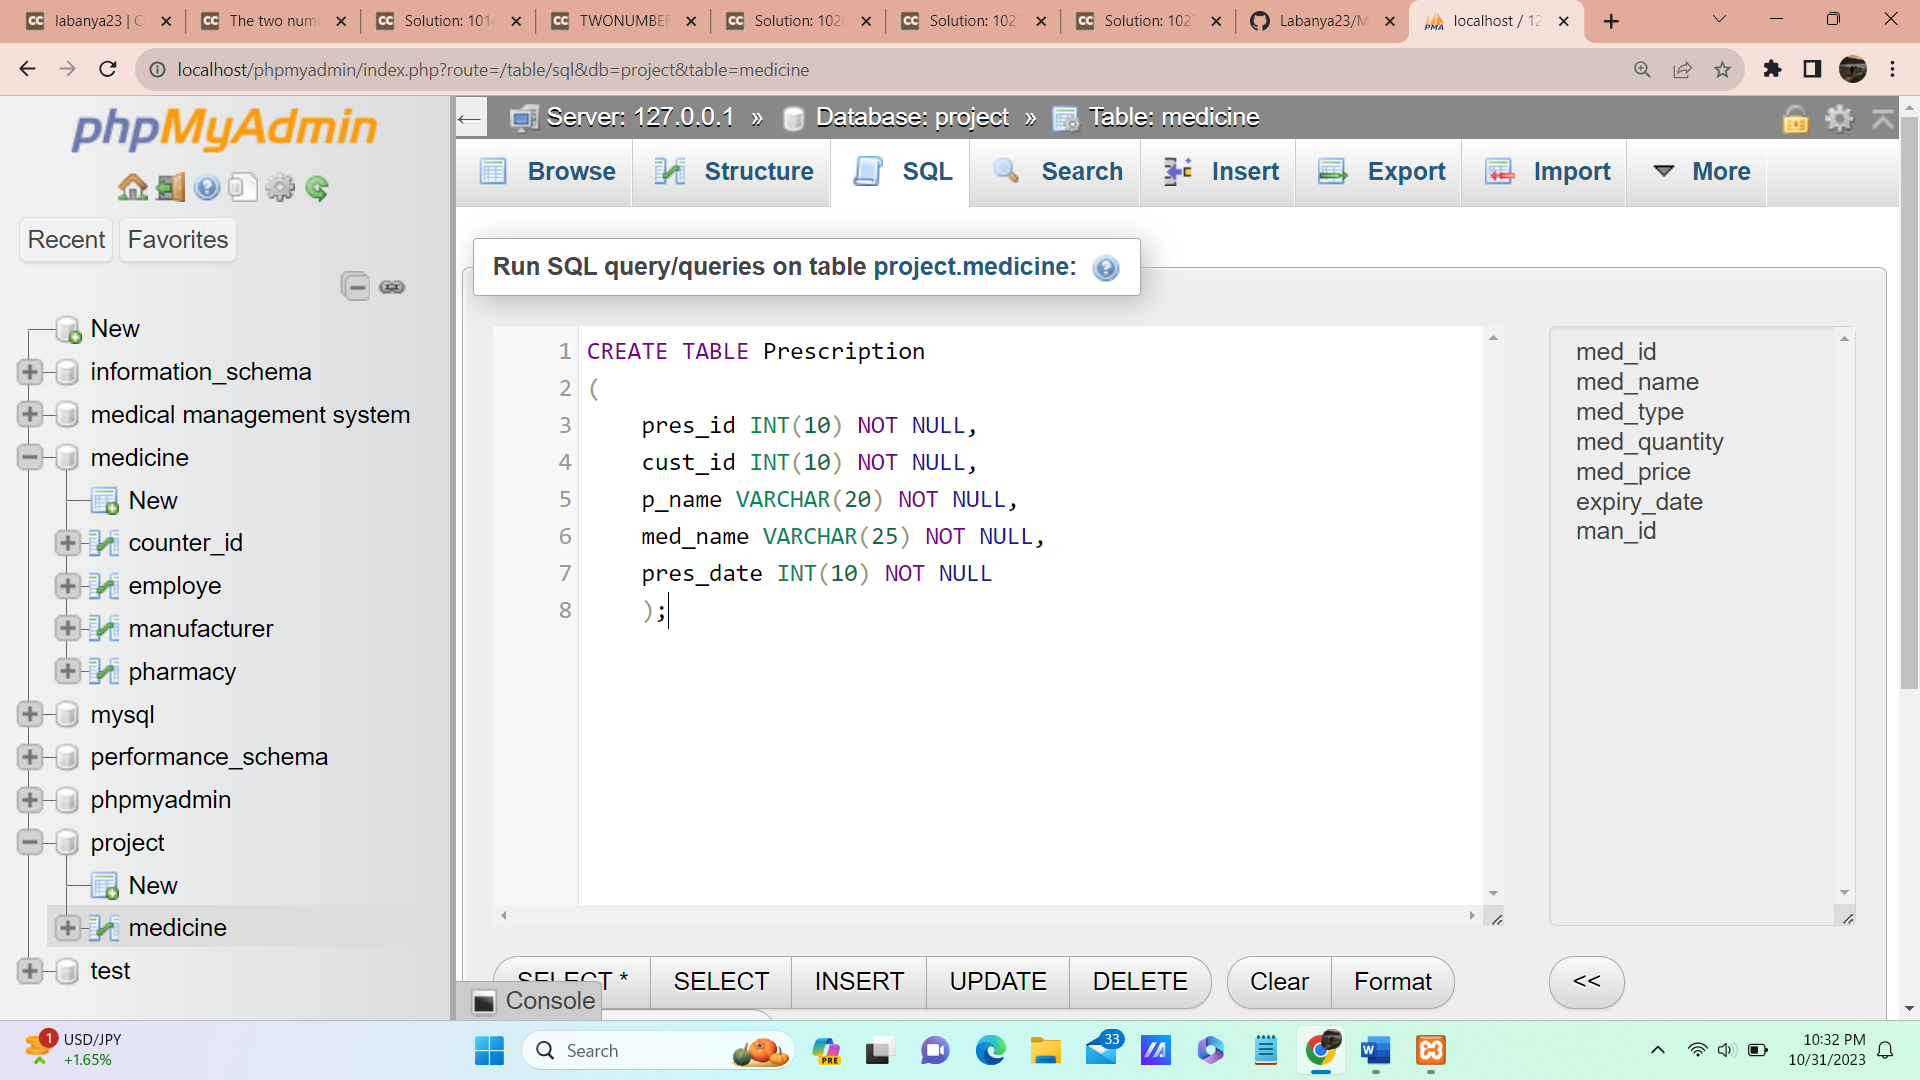 labanya23 | C
The two num
Solution: 101
TWONUMBE
Solution: 102
Solution: 102
Solution: 102
Labanya23/M
localhost / 12
localhost/phpmyadmin/index.php?route=/table/sql&db=project&table=medicine
phpMyAdmin
Recent Favorites
New
information_schema
medical management system
medicine
New
counter_id
employe
manufacturer
pharmacy
mysql
performance_schema
phpmyadmin
project
New
medicine
test
Server: 127.0.0.1 » Database: project » Table: medicine
Browse Structure SQL Search Insert Export Import More
Run SQL query/queries on table project.medicine:
1 CREATE TABLE Prescription
2 (
3 pres_id INT(10) NOT NULL,
4 cust_id INT(10) NOT NULL,
5 p_name VARCHAR(20) NOT NULL,
6 med_name VARCHAR(25) NOT NULL,
7 pres_date INT(10) NOT NULL
8 );
med_id
med_name
med_type
med_quantity
med_price
expiry_date
man_id
SELECT * SELECT INSERT UPDATE DELETE Clear Format <<
Console
1
USD/JPY
+1.65%
Search
PRE
33
10:32 PM
10/31/2023